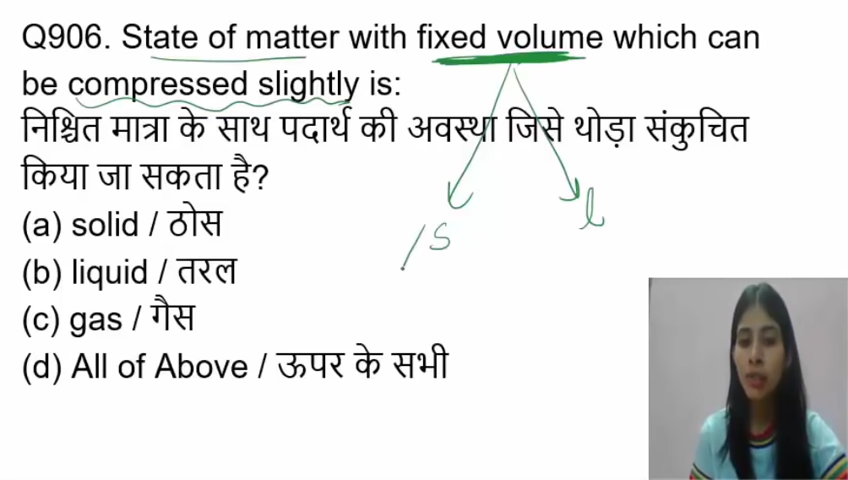 Q906. State of matter with fixed volume which can
be compressed slightly is:
निश्चित मात्रा के साथ पदार्थ की अवस्था जिसे थोड़ा संकुचित
किया जा सकता है?
(a) solid / ठोस
(b) liquid / तरल
(c) gas / गैस
(d) All of Above / ऊपर के सभी
s l